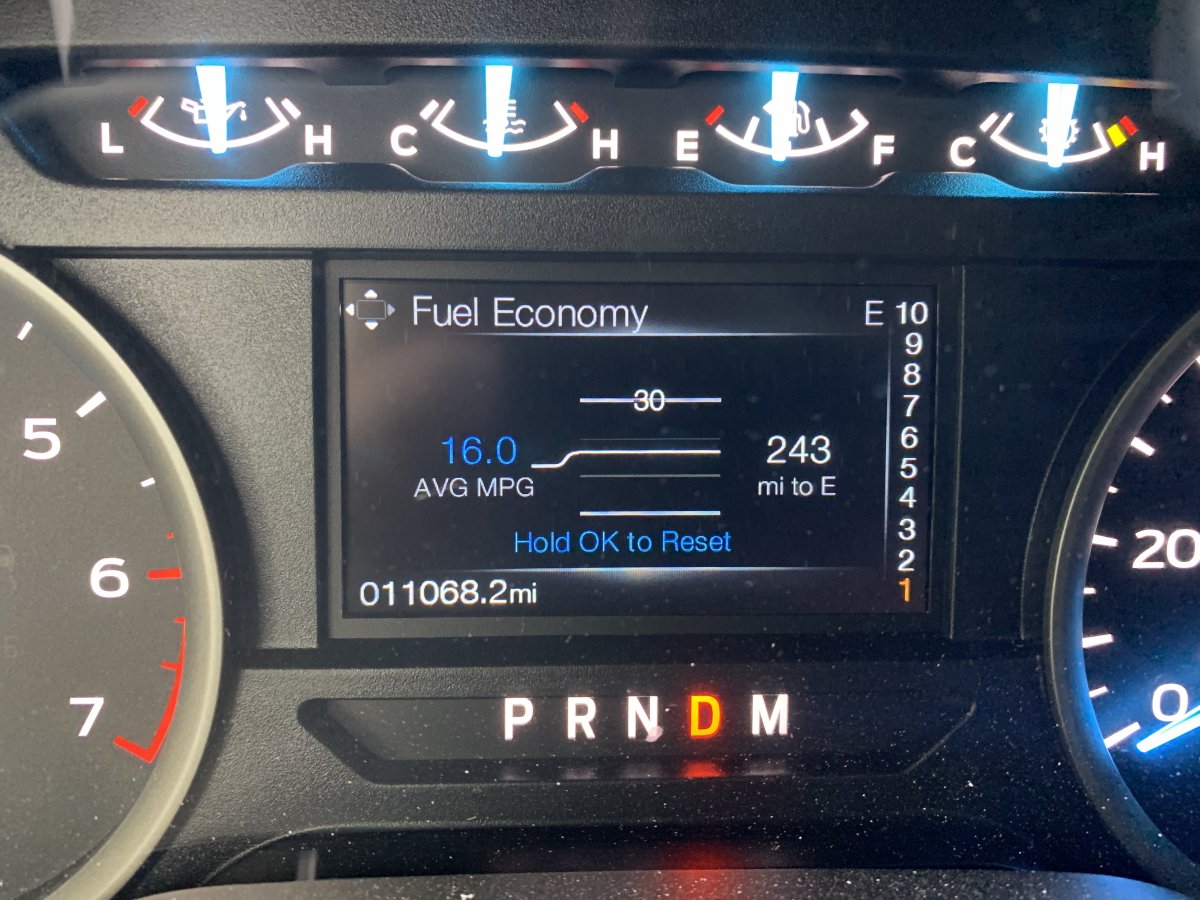 L H C H E F C H
Fuel Economy E 10
9
8
30 7
6
16.0 243 5
AVG MPG mi to E 4
3
Hold OK to Reset 2
011068.2mi 1
5
6
7
20
0
P R N D M